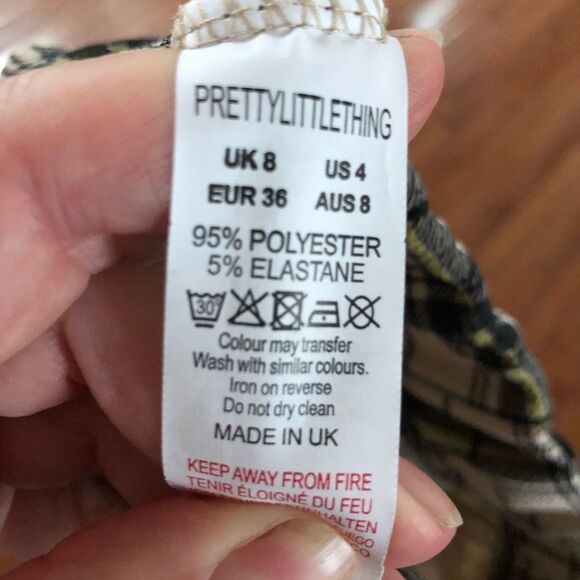 PRETTYLITTLETHING
UK 8 US 4
EUR 36 AUS 8
95% POLYESTER
5% ELASTANE
30
Colour may transfer
Wash with similar colours.
Iron on reverse
Do not dry clean
MADE IN UK
KEEP AWAY FROM FIRE
TENIR ÉLOIGNÉ DU FEU